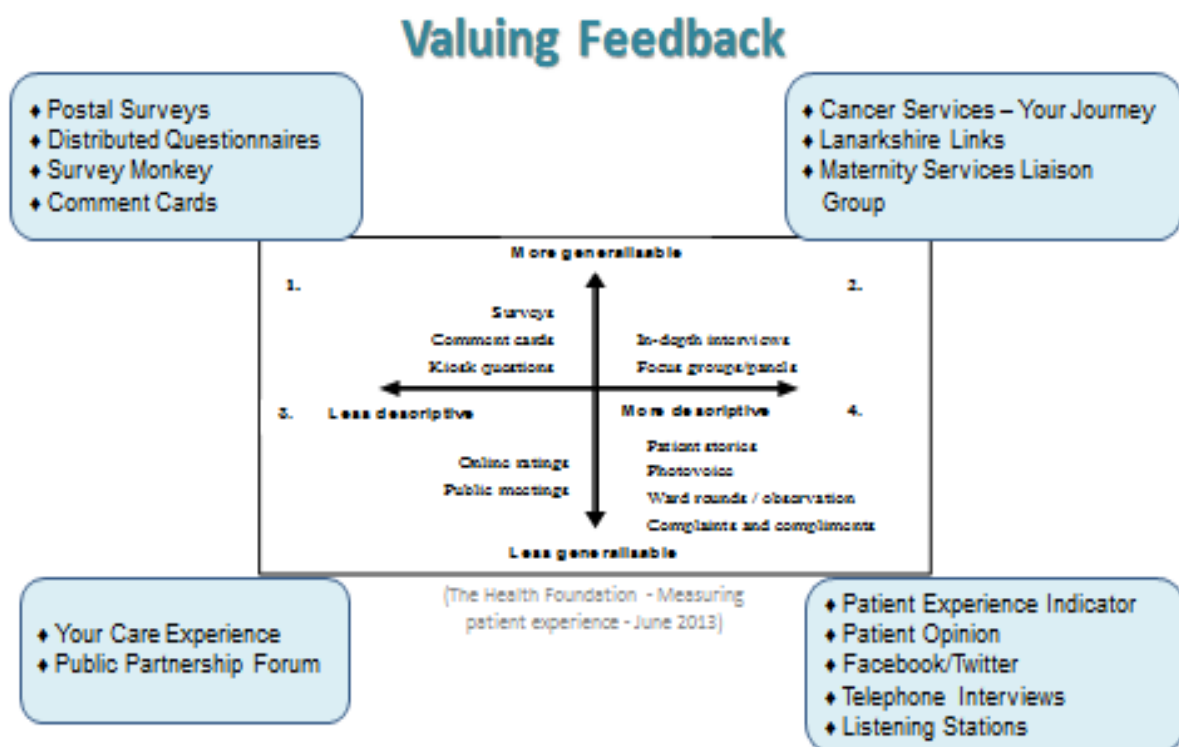 Valuing Feedback
♦ Postal Surveys
♦ Distributed Questionnaires
♦ Survey Monkey
♦ Comment Cards
♦ Cancer Services – Your Journey
♦ Lanarkshire Links
♦ Maternity Services Liaison
Group
More generalisable
1.
2.
Surveys
Comment cards
Kiosk questions
In-depth interviews
Focus groups/panels
3.
Less descriptive
More descriptive
4.
Online ratings
Public meetings
Patient stories
Photovoice
Ward rounds / observation
Complaints and compliments
Less generalisable
(The Health Foundation - Measuring
patient experience - June 2013)
♦ Your Care Experience
♦ Public Partnership Forum
♦ Patient Experience Indicator
♦ Patient Opinion
♦ Facebook/Twitter
♦ Telephone Interviews
♦ Listening Stations